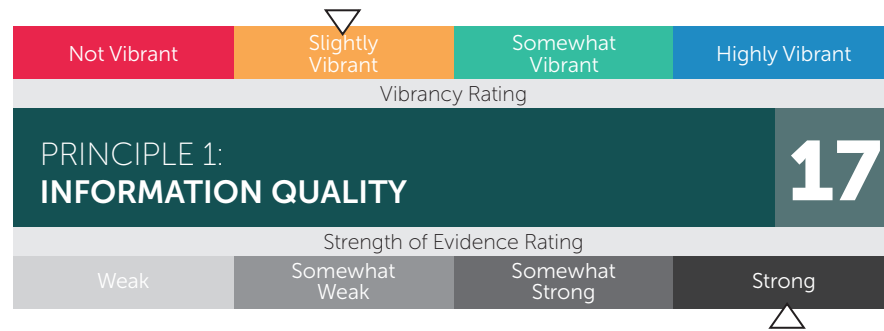 Not Vibrant
Slightly
Vibrant
Somewhat
Vibrant
Highly Vibrant
Vibrancy Rating
PRINCIPLE 1:
INFORMATION QUALITY
17
Strength of Evidence Rating
Weak
Somewhat
Weak
Somewhat
Strong
Strong